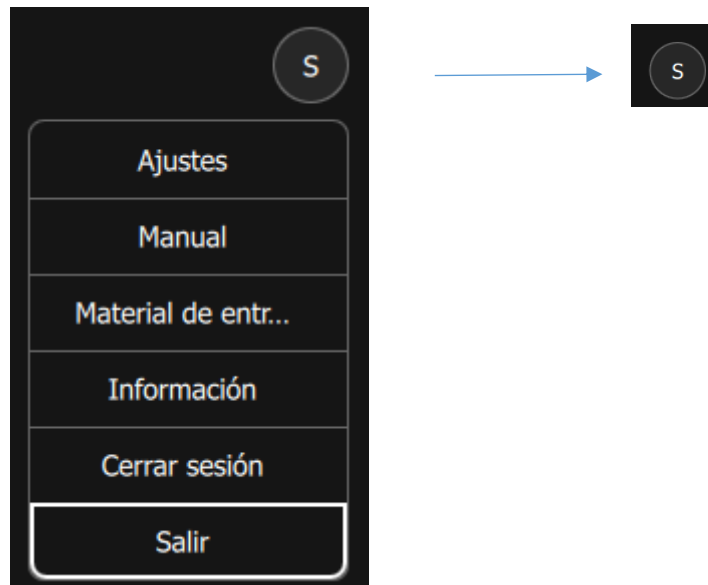 S
S
Ajustes
Manual
Material de entr...
Información
Cerrar sesión
Salir